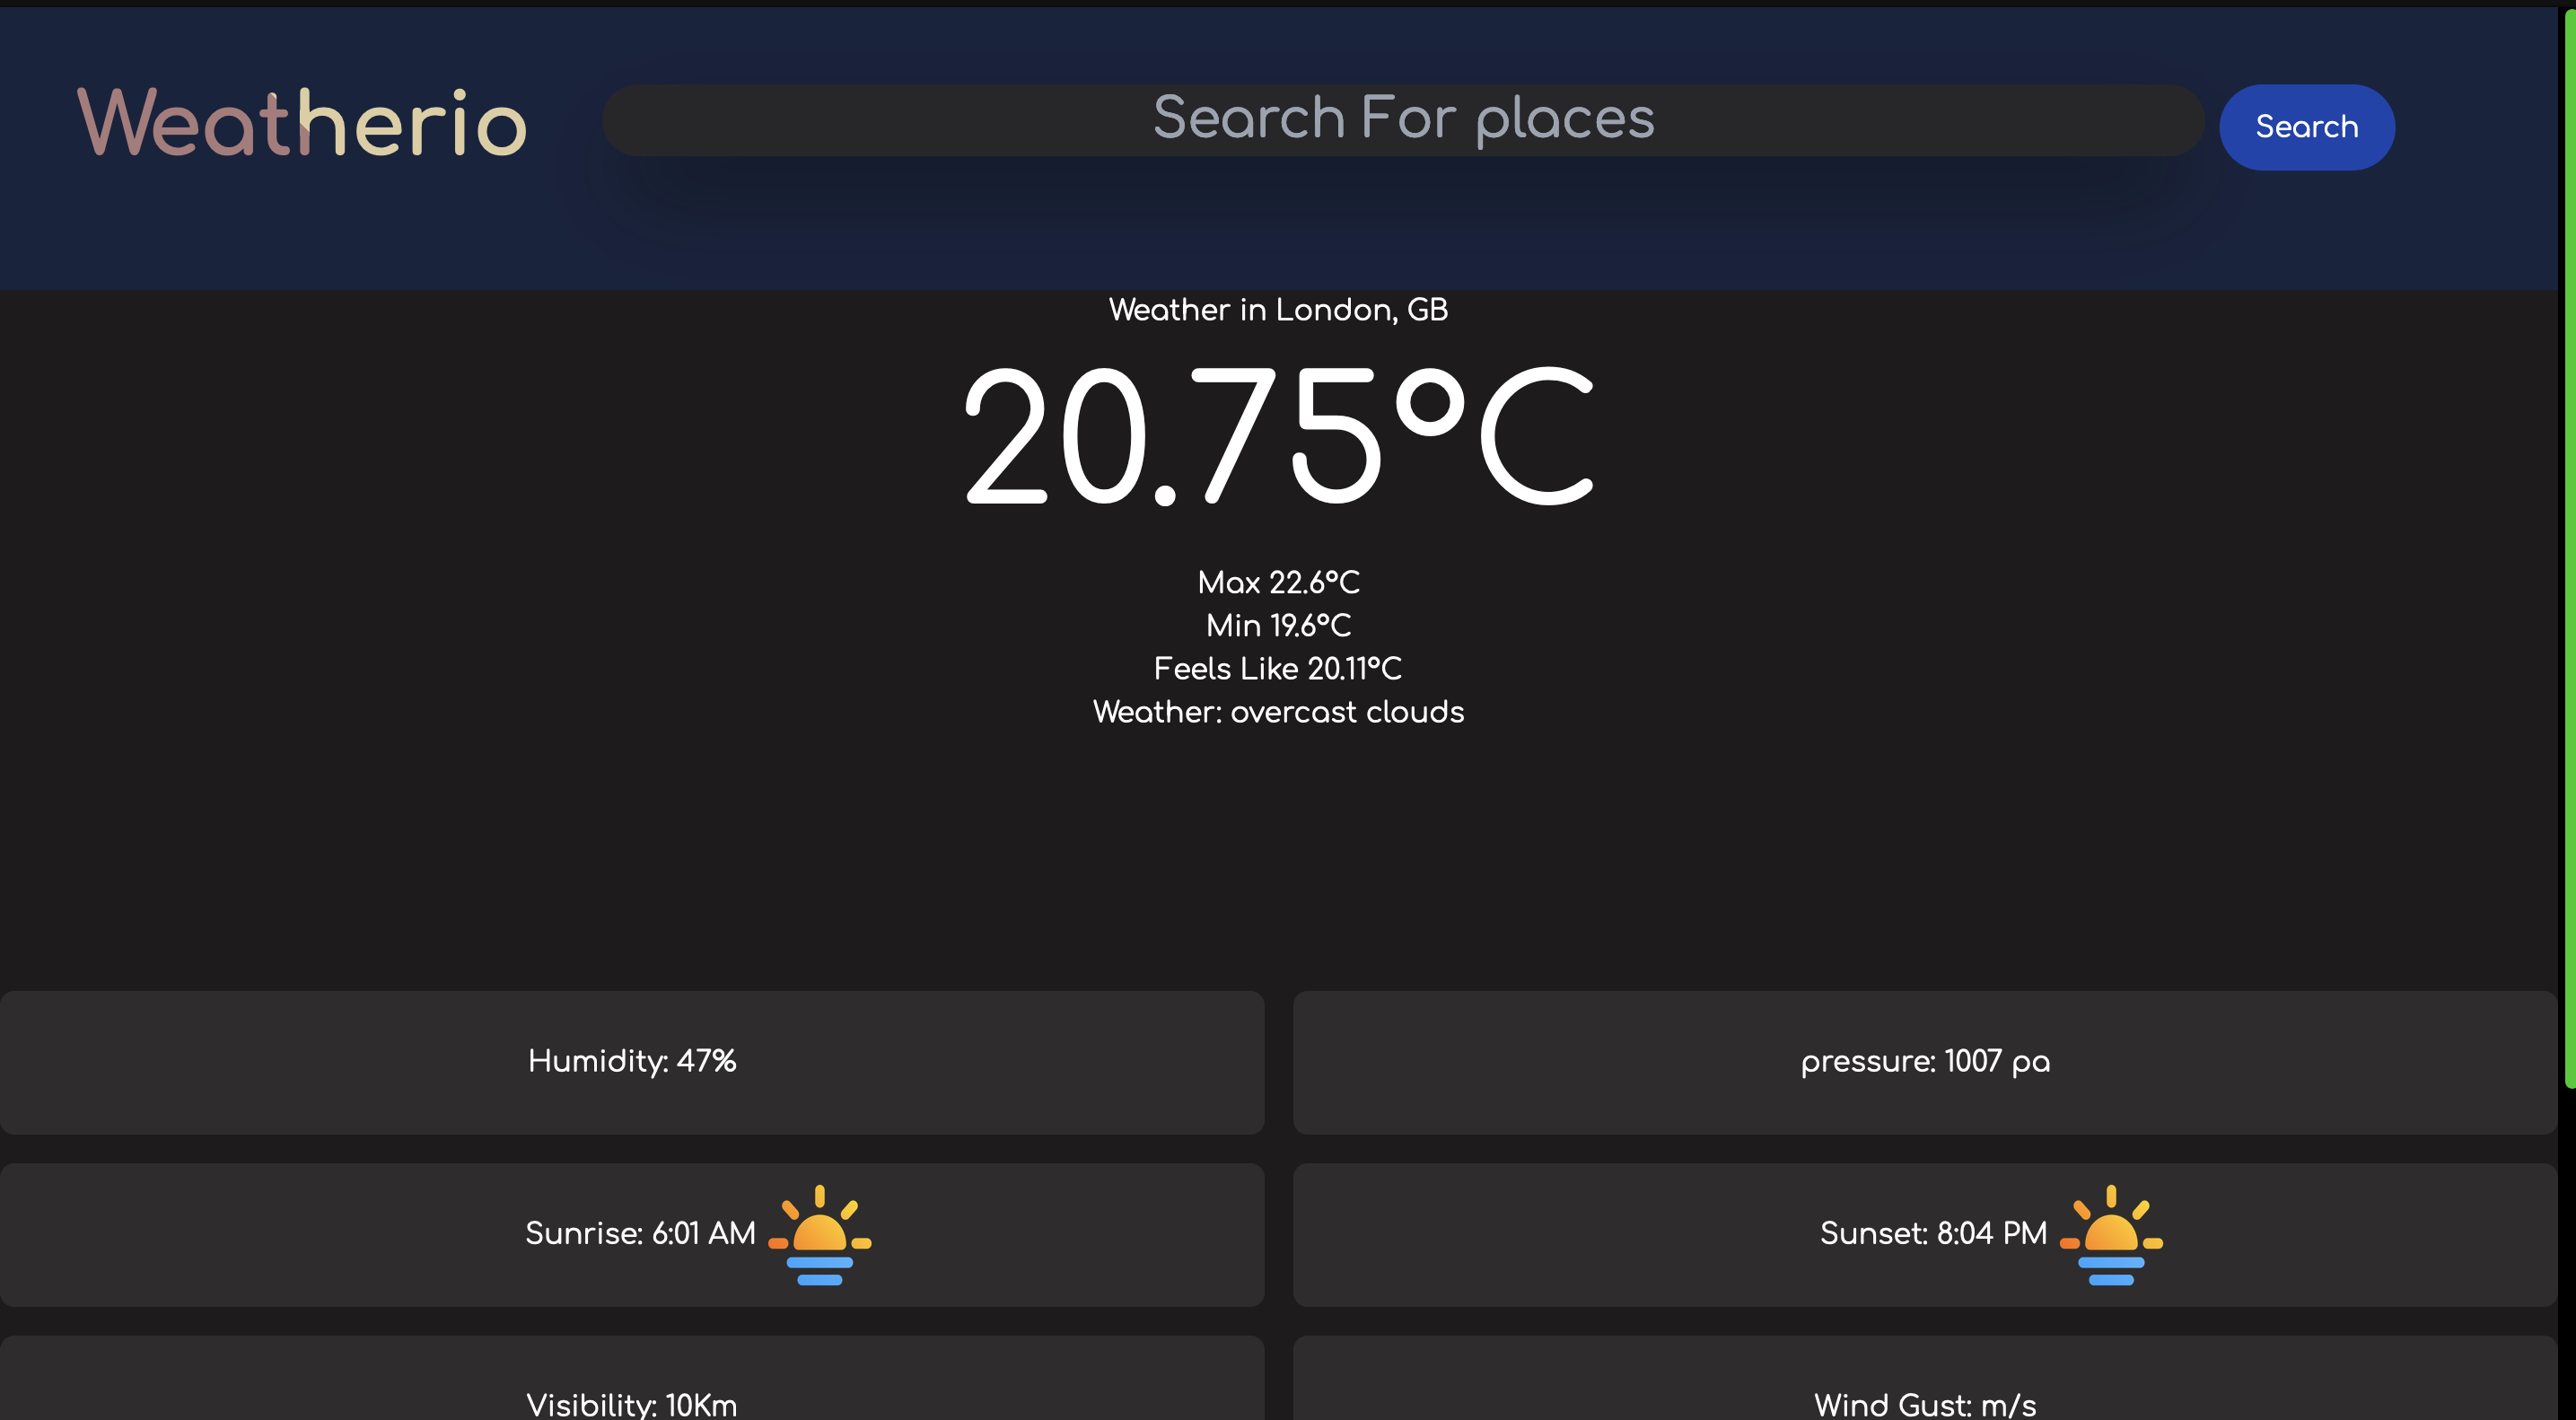 Weatherio
Search For places
Search
Weather in London, GB
20.75°C
Max 22.6°C
Min 19.6°C
Feels Like 20.11°C
Weather: overcast clouds
Humidity: 47%
pressure: 1007 pa
Sunrise: 6:01 AM
Sunset: 8:04 PM
Visibility: 10Km
Wind Gust: m/s